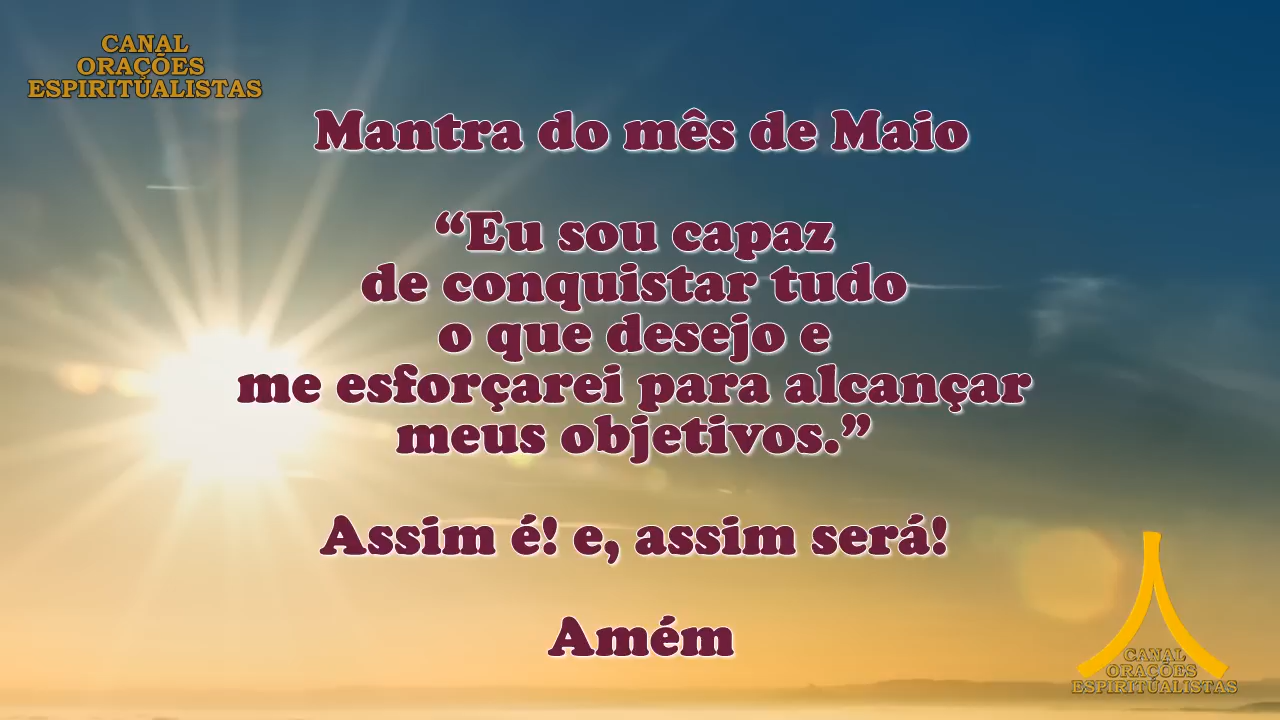 CANAL
ORAÇÕES
ESPIRITUALISTAS
Mantra do mês de Maio
“Eu sou capaz
de conquistar tudo
o que desejo e
me esforçarei para alcançar
meus objetivos.”
Assim é! e, assim será!
Amém
CANAL
ORAÇÕES
ESPIRITUALISTAS